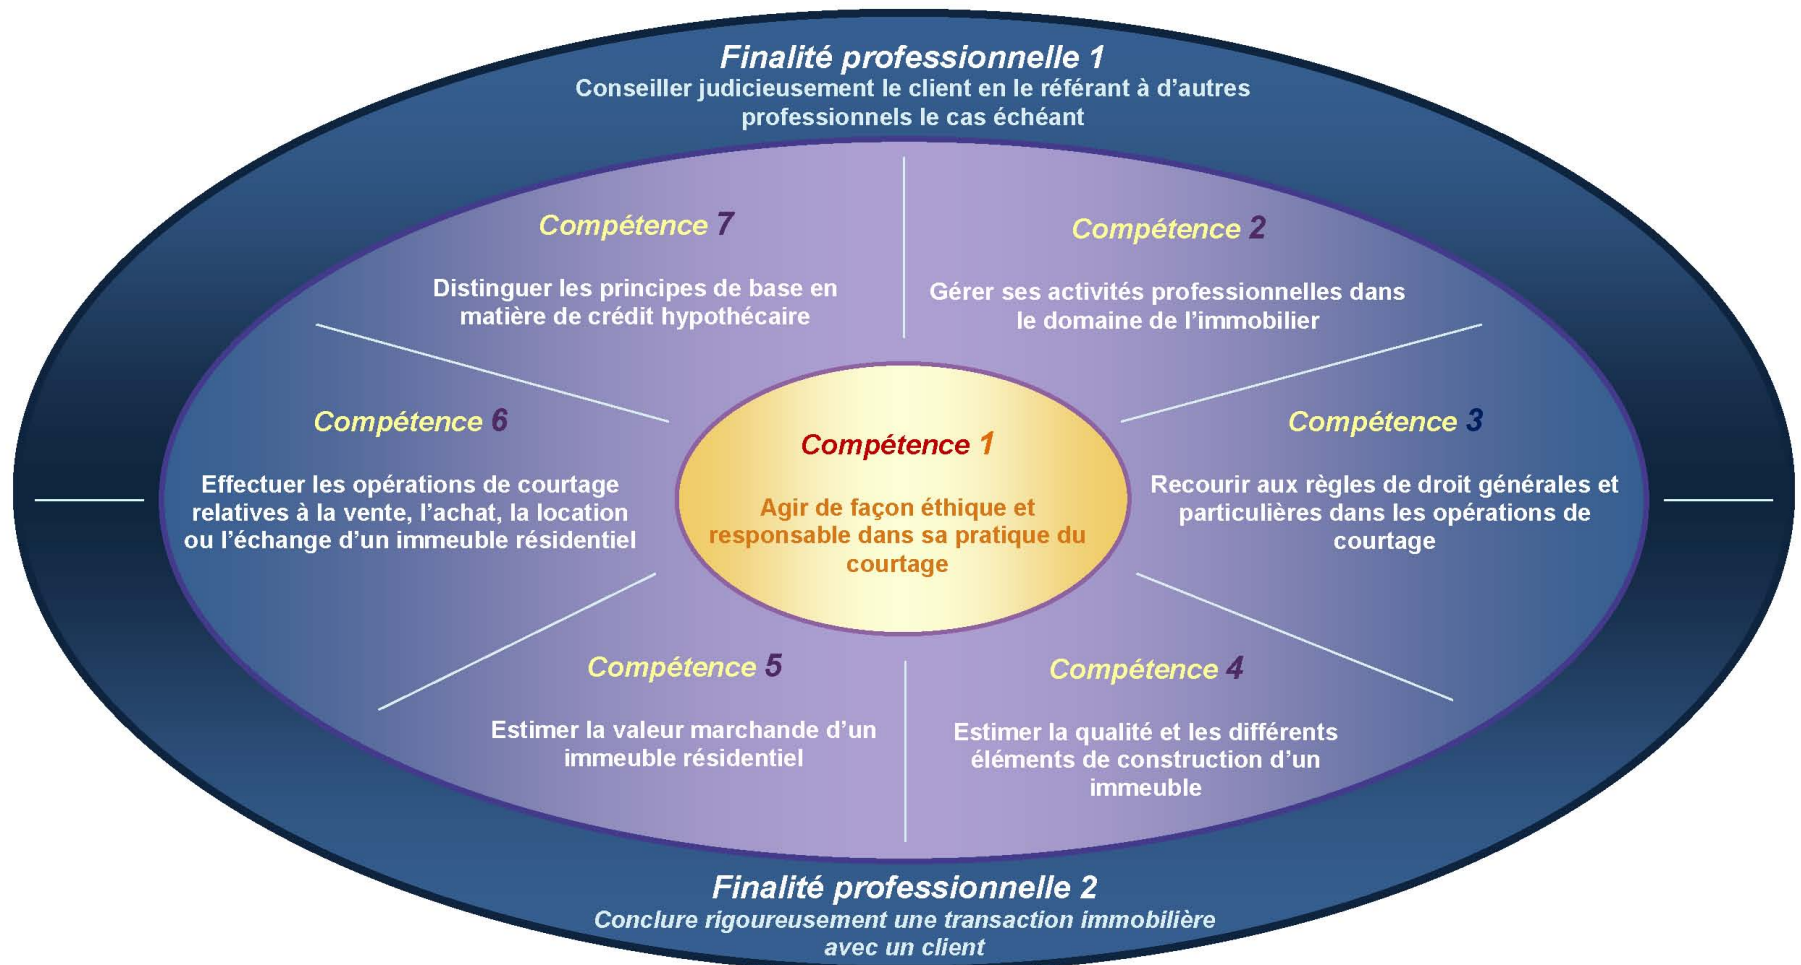 Finalité professionnelle 1
Conseiller judicieusement le client en le référant à d'autres
professionnels le cas échéant
Compétence 7
Distinguer les principes de base en
matière de crédit hypothécaire
Compétence 2
Gérer ses activités professionnelles dans
le domaine de l'immobilier
Compétence 6
Effectuer les opérations de courtage
relatives à la vente, l'achat, la location
ou l'échange d'un immeuble résidentiel
Compétence 1
Agir de façon éthique et
responsable dans sa pratique du
courtage
Compétence 3
Recourir aux règles de droit générales et
particulières dans les opérations de
courtage
Compétence 5
Estimer la valeur marchande d'un
immeuble résidentiel
Compétence 4
Estimer la qualité et les différents
éléments de construction d'un
immeuble
Finalité professionnelle 2
Conclure rigoureusement une transaction immobilière
avec un client